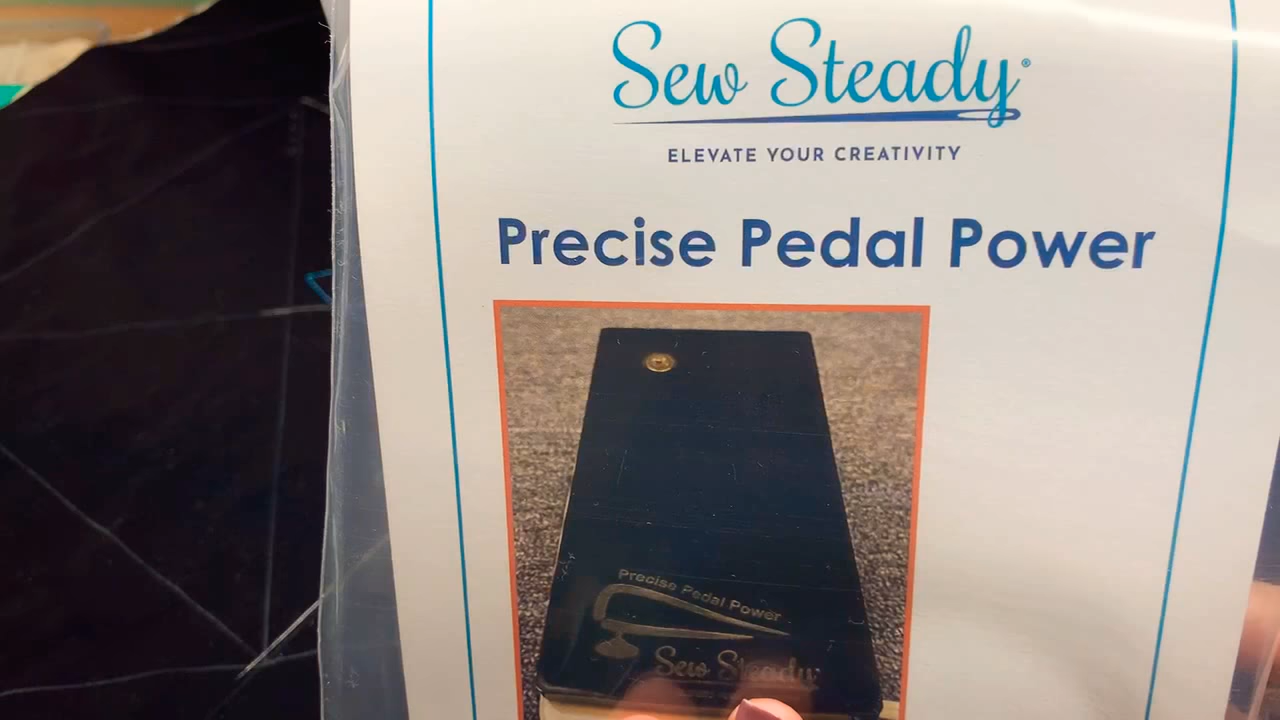 Sew Steady®
ELEVATE YOUR CREATIVITY
Precise Pedal Power
Precise Pedal Power
Sew Steady